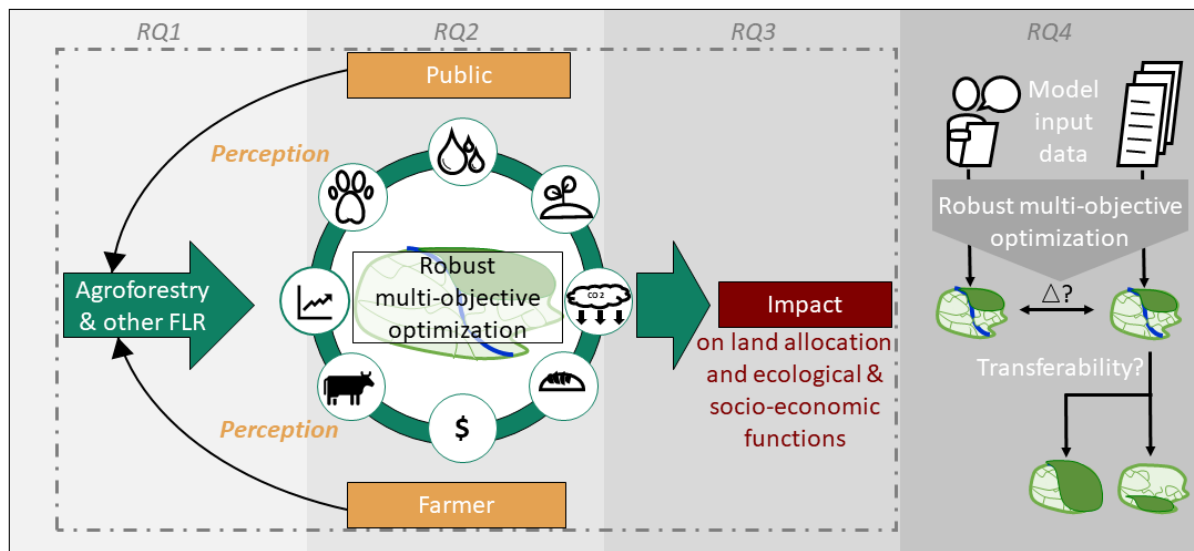 RQ1
RQ2
RQ3
RQ4
Public
Perception
Agroforestry
& other FLR
Robust
multi-objective
optimization
CO 2
$
Perception
Farmer
Impact
on land allocation
and ecological &
socio-economic
functions
Model
input
data
Robust multi-objective
optimization
△?
Transferability?